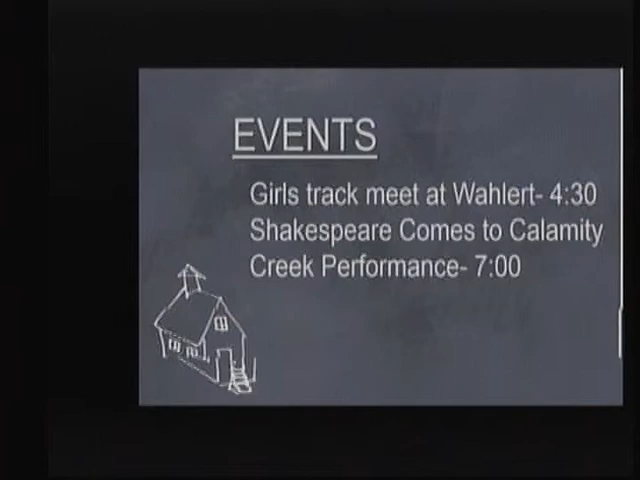 EVENTS
Girls track meet at Wahlert- 4:30
Shakespeare Comes to Calamity
Creek Performance- 7:00